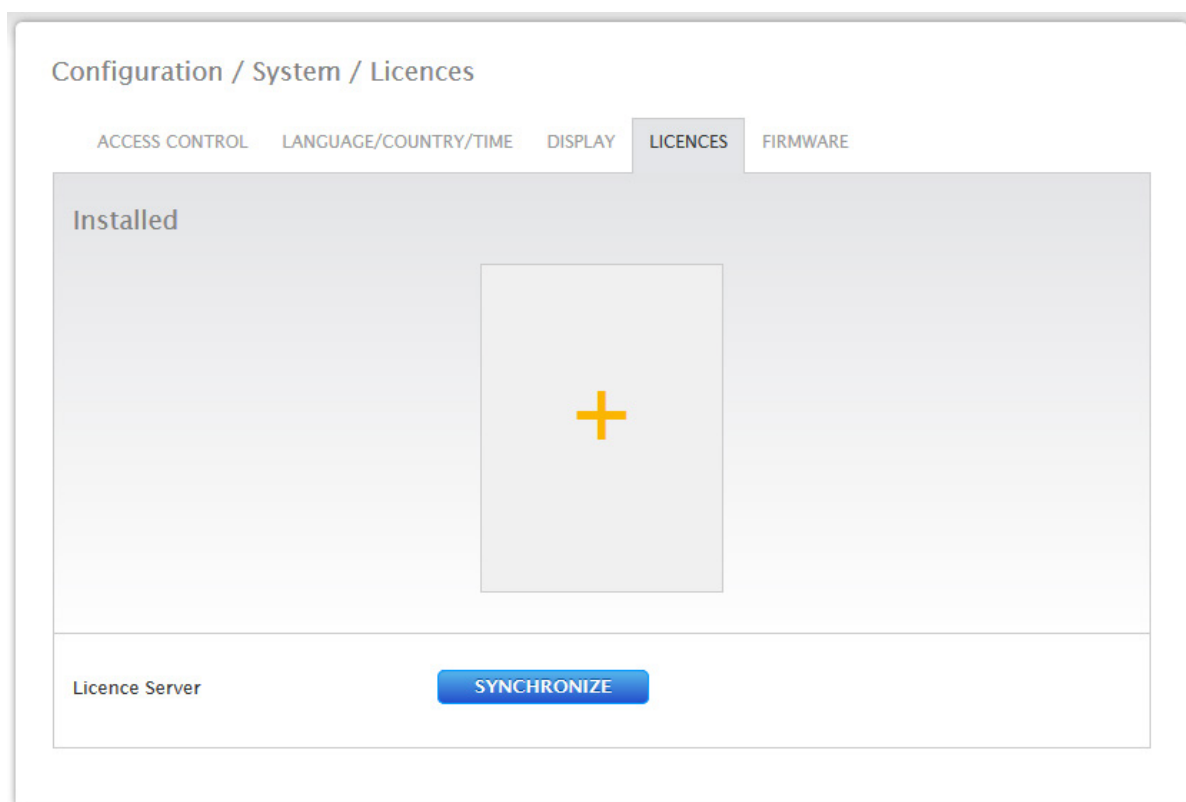 Configuration / System / Licences
ACCESS CONTROL LANGUAGE/COUNTRY/TIME DISPLAY LICENCES FIRMWARE
Installed
+
Licence Server SYNCHRONIZE